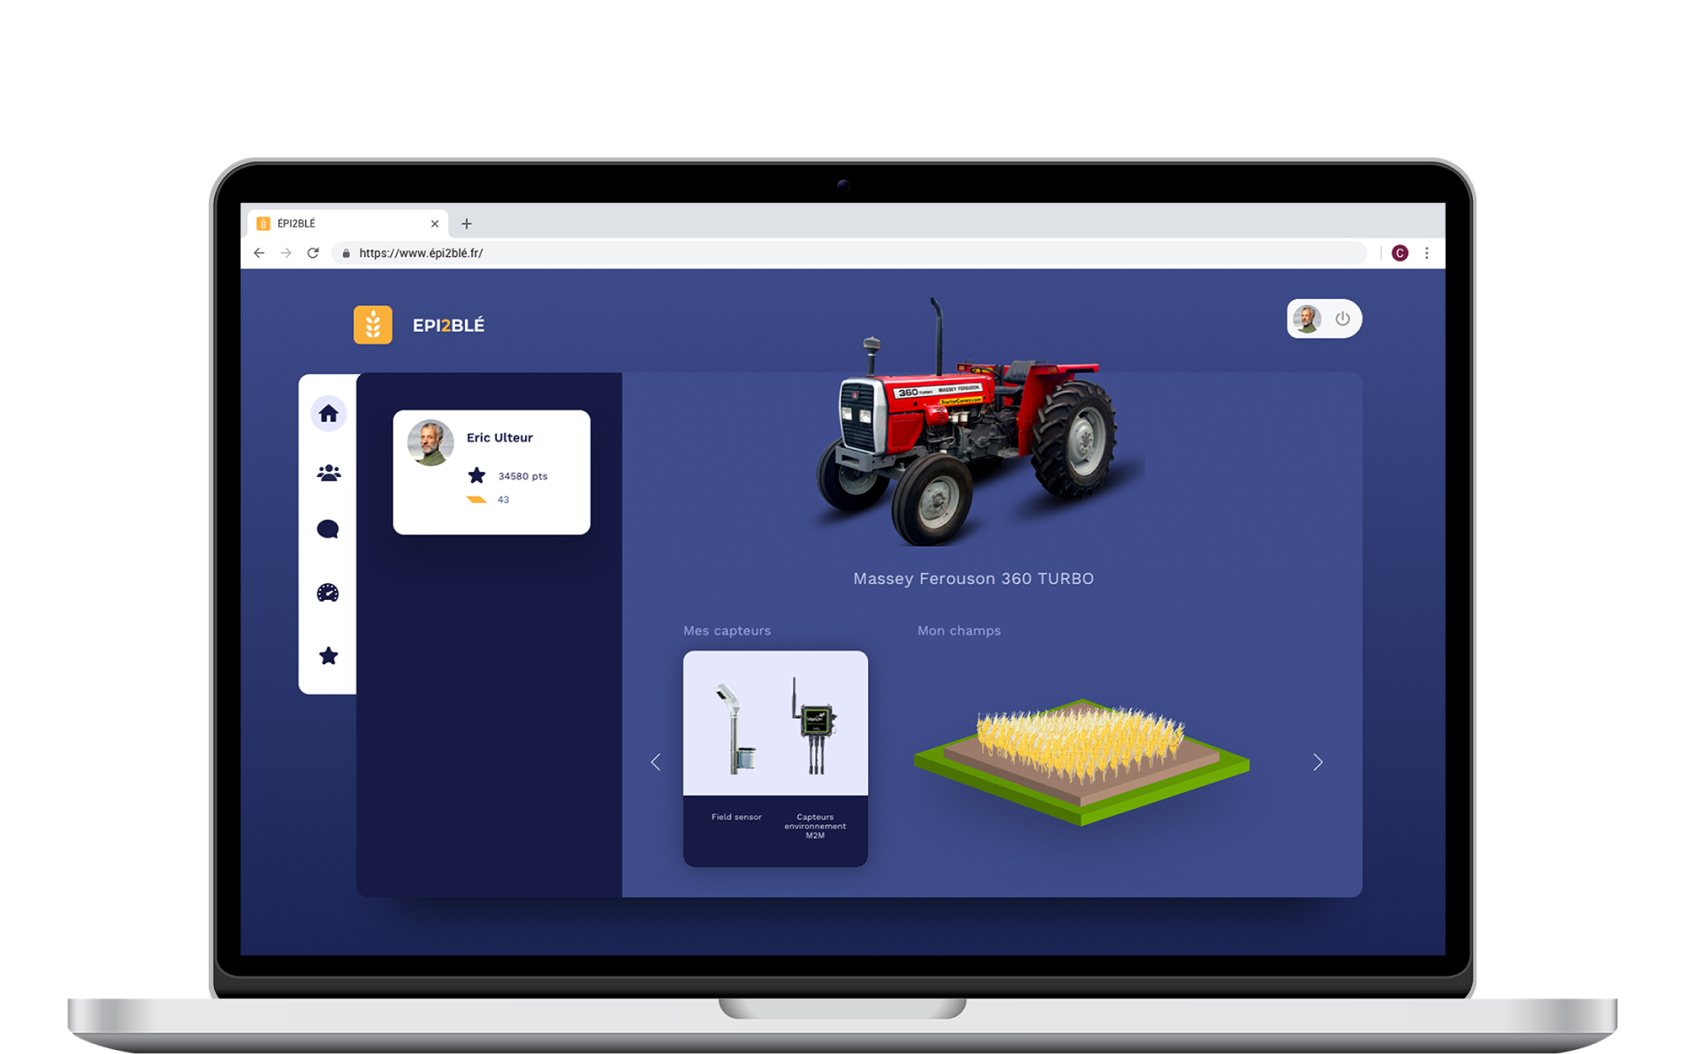 ÉPI2BLÉ
https://www.épi2blé.fr/
C
EPI2BLÉ
360 TURBO MASSEY FERGUSON
Eric Ulteur
34580 pts
43
Massey Ferouson 360 TURBO
Mes capteurs
Mon champs
Field sensor
Capteurs
environnement
M2M